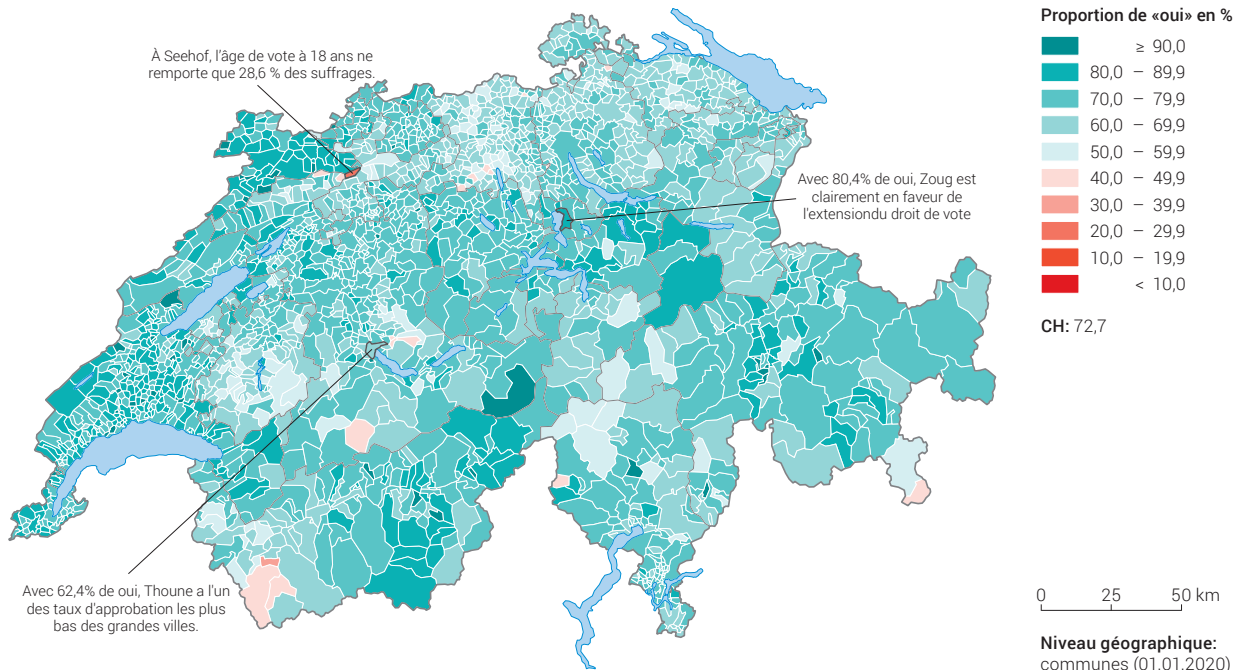 À Seehof, l'âge de vote à 18 ans ne
remporte que 28,6 % des suffrages.
Avec 80,4% de oui, Zoug est
clairement en faveur de
l'extensiondu droit de vote
Avec 62,4% de oui, Thoune a l'un
des taux d'approbation les plus
bas des grandes villes.
Proportion de «oui» en %
≥ 90,0
80,0 – 89,9
70,0 – 79,9
60,0 – 69,9
50,0 – 59,9
40,0 – 49,9
30,0 – 39,9
20,0 – 29,9
10,0 – 19,9
< 10,0
CH: 72,7
0 25 50 km
Niveau géographique:
communes (01.01.2020)